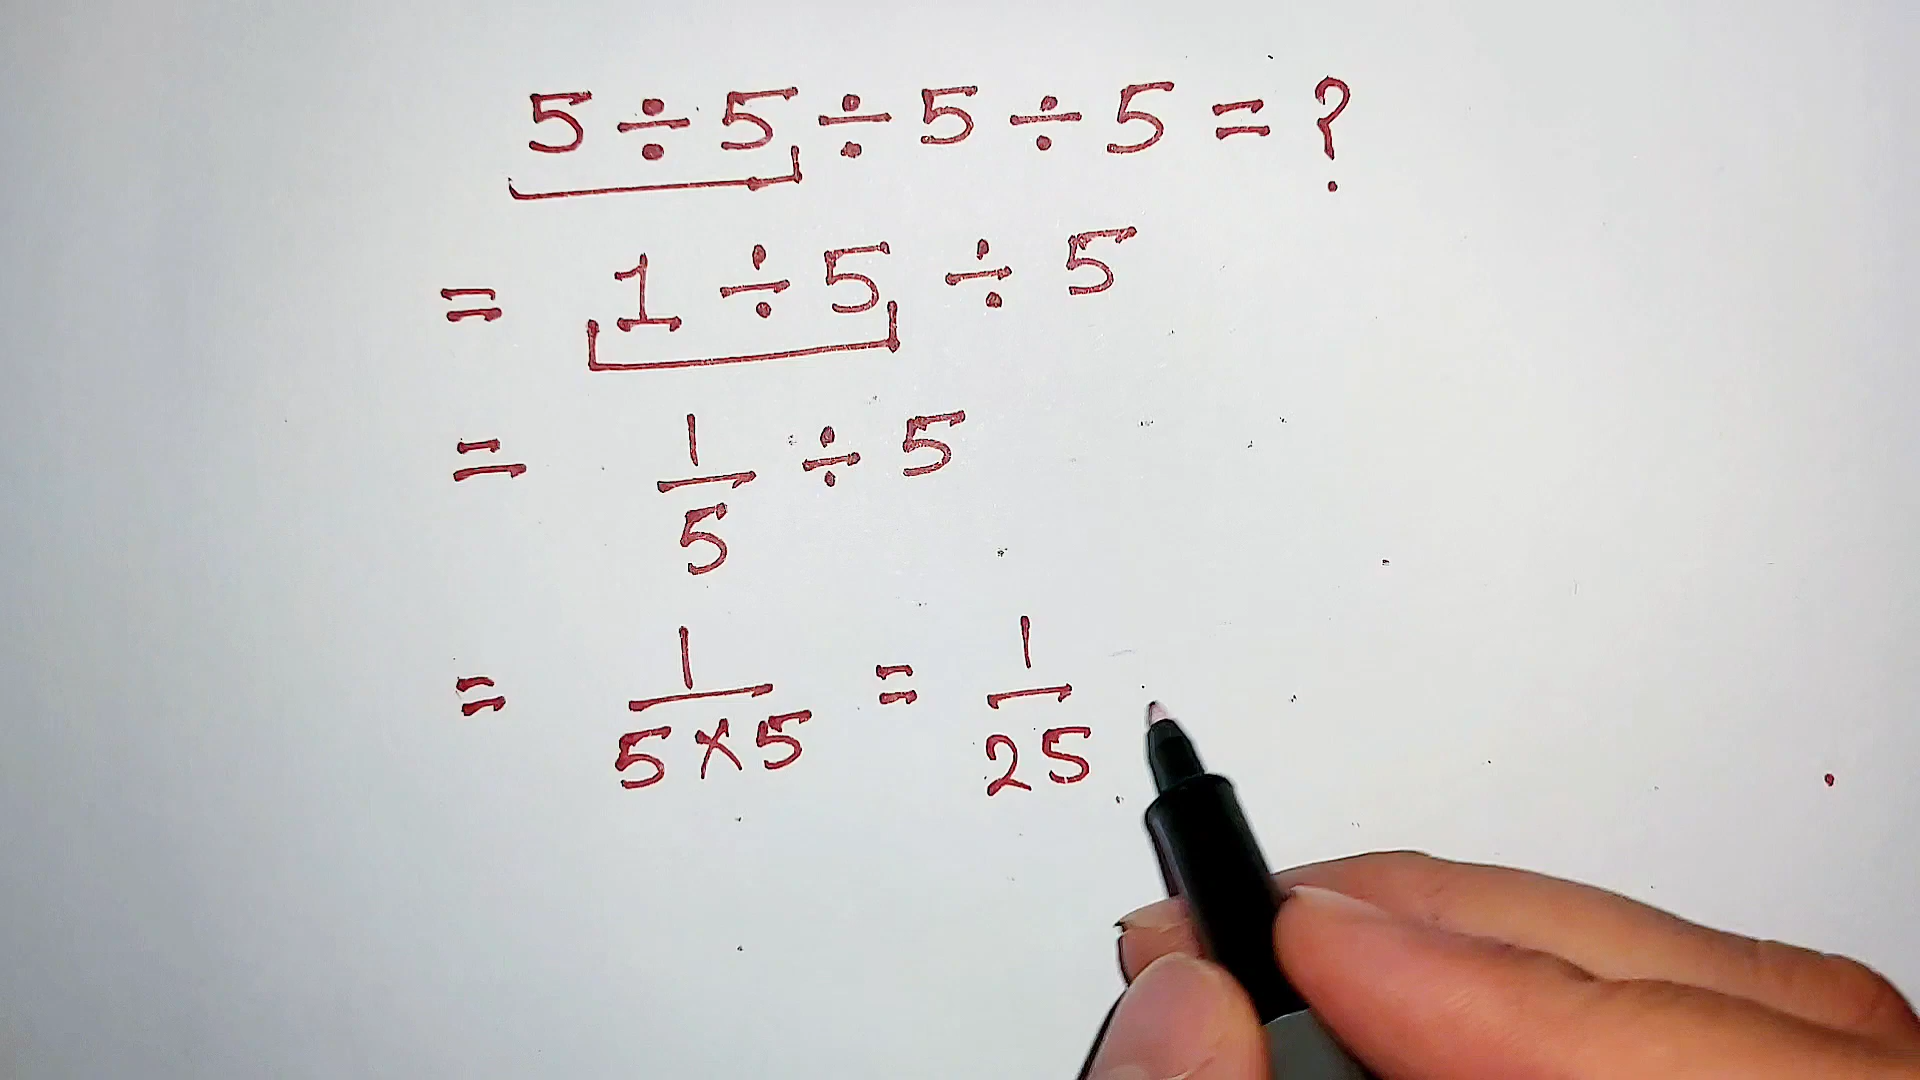 5 ÷ 5 ÷ 5 ÷ 5 = ?
= 1 ÷ 5 ÷ 5
= 1/5 ÷ 5
= 1/(5×5) = 1/25